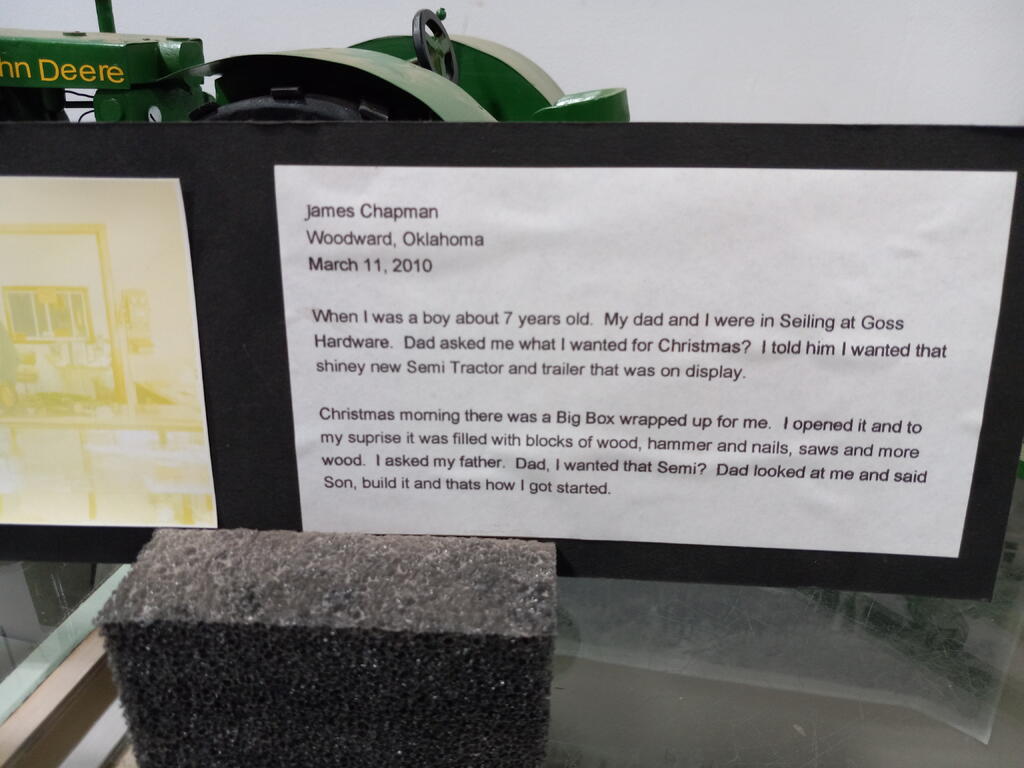 hn Deere
James Chapman
Woodward, Oklahoma
March 11, 2010
When I was a boy about 7 years old. My dad and I were in Seiling at Goss
Hardware. Dad asked me what I wanted for Christmas? I told him I wanted that
shiney new Semi Tractor and trailer that was on display.
Christmas morning there was a Big Box wrapped up for me. I opened it and to
my suprise it was filled with blocks of wood, hammer and nails, saws and more
wood. I asked my father. Dad, I wanted that Semi? Dad looked at me and said
Son, build it and thats how I got started.